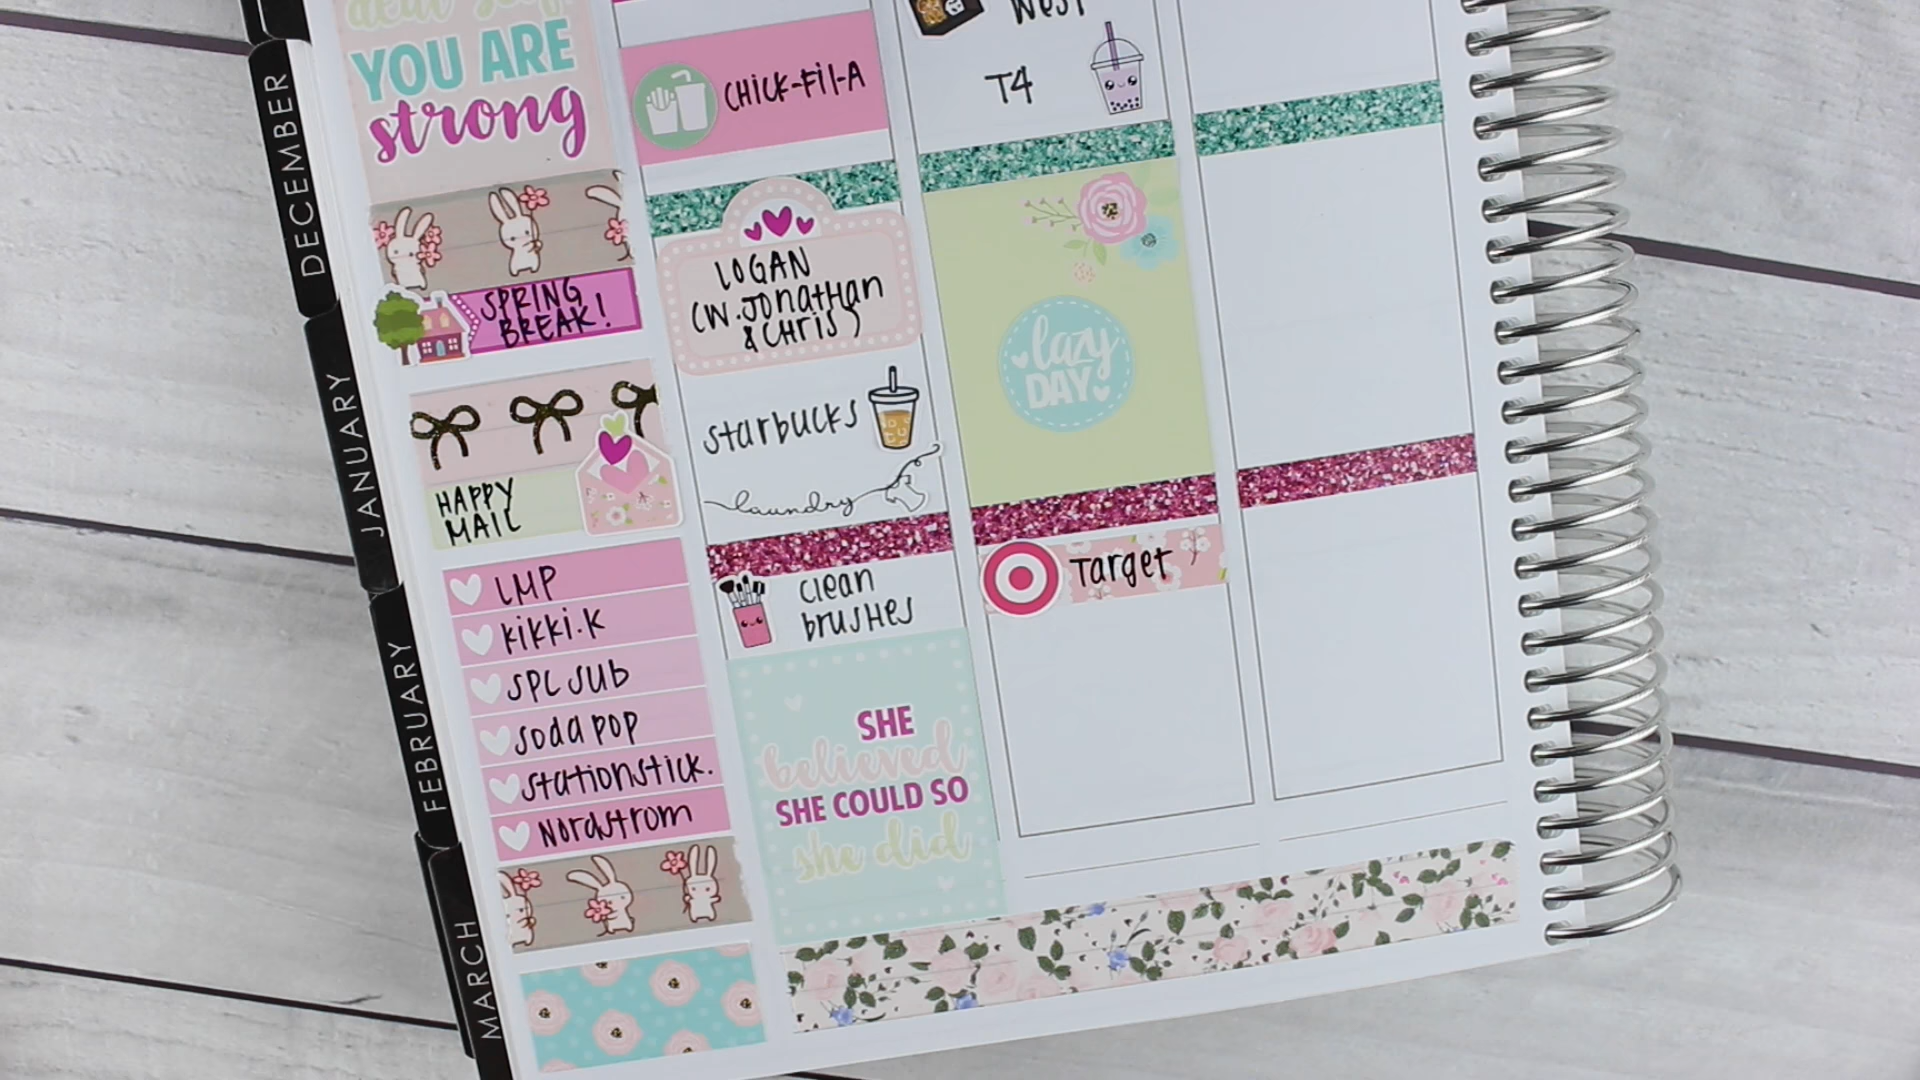 dear self,
YOU ARE
strong
SPRING
BREAK!
HAPPY
MAIL
LMP
kikki.K
SPC SUB
soda pop
stationstick.
Nordstrom
CHICK-Fil-A
LOGAN
(W. Jonathan
& CHRIS)
starbucks
laundry
clean
brushes
SHE
believed
SHE COULD SO
she did
West
T4
lazy
DAY
Target
DECEMBER
JANUARY
FEBRUARY
MARCH